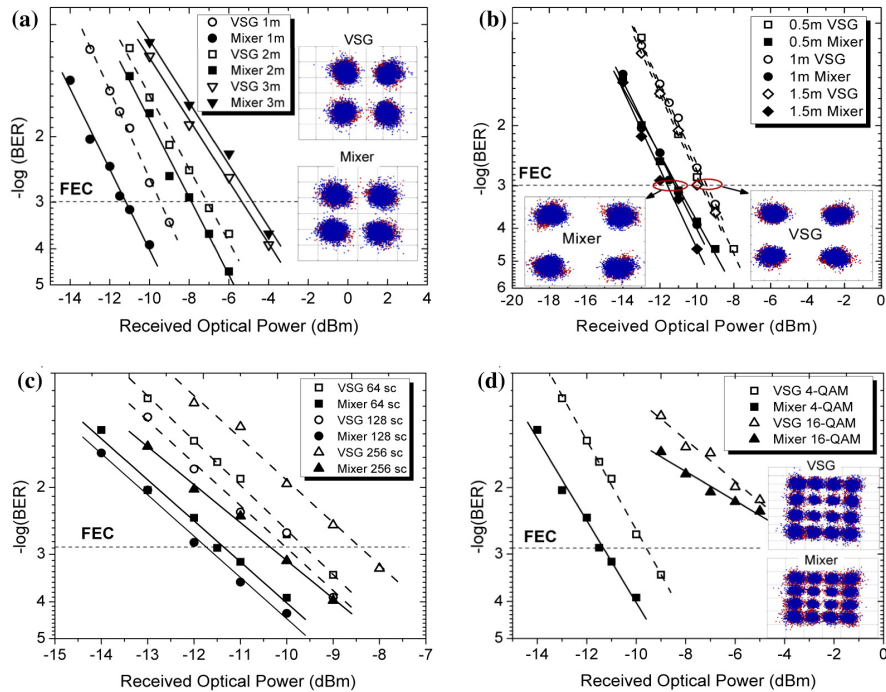 (a)
VSG 1m
Mixer 1m
VSG 2m
Mixer 2m
VSG 3m
Mixer 3m
VSG
Mixer
FEC
-log(BER)
2
3
4
5
-14 -12 -10 -8 -6 -4 -2 0 2 4
Received Optical Power (dBm)
(b)
0.5m VSG
0.5m Mixer
1m VSG
1m Mixer
1.5m VSG
1.5m Mixer
FEC
Mixer
VSG
-log(BER)
2
3
4
5
6
-20 -18 -16 -14 -12 -10 -8 -6 -4 -2 0
Received Optical Power (dBm)
(c)
VSG 64 sc
Mixer 64 sc
VSG 128 sc
Mixer 128 sc
VSG 256 sc
Mixer 256 sc
FEC
-log(BER)
2
3
4
5
-15 -14 -13 -12 -11 -10 -9 -8 -7
Received Optical Power (dBm)
(d)
VSG 4-QAM
Mixer 4-QAM
VSG 16-QAM
Mixer 16-QAM
VSG
Mixer
FEC
-log(BER)
2
3
4
5
-14 -12 -10 -8 -6 -4 -2 0
Received Optical Power (dBm)